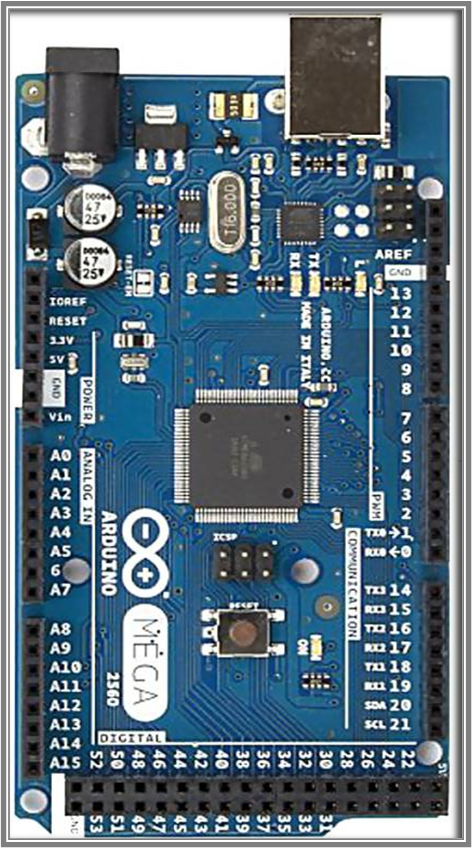 D0084
47
25V
D0084
47
25V
T16.000
RESET-EN
RX
TX
L
AREF
GND
13
12
11
10
9
8
7
6
5
4
3
2
TX0→1
RX0←0
PWM
COMMUNICATION
TX3 14
RX3 15
TX2 16
RX2 17
TX1 18
RX1 19
SDA 20
SCL 21
IOREF
RESET
3.3V
5V
GND
Vin
POWER
A0
A1
A2
A3
A4
A5
6
A7
ANALOG IN
A8
A9
A10
A11
A12
A13
A14
A15
ARDUINO.CC
MADE IN ITALY
ICSP
RESET
ON
ARDUINO
MEGA
2560
DIGITAL
52 50 48 46 44 42 40 38 36 34 32 30 28 26 24 22
GND 53 51 49 47 45 43 41 39 37 33 31